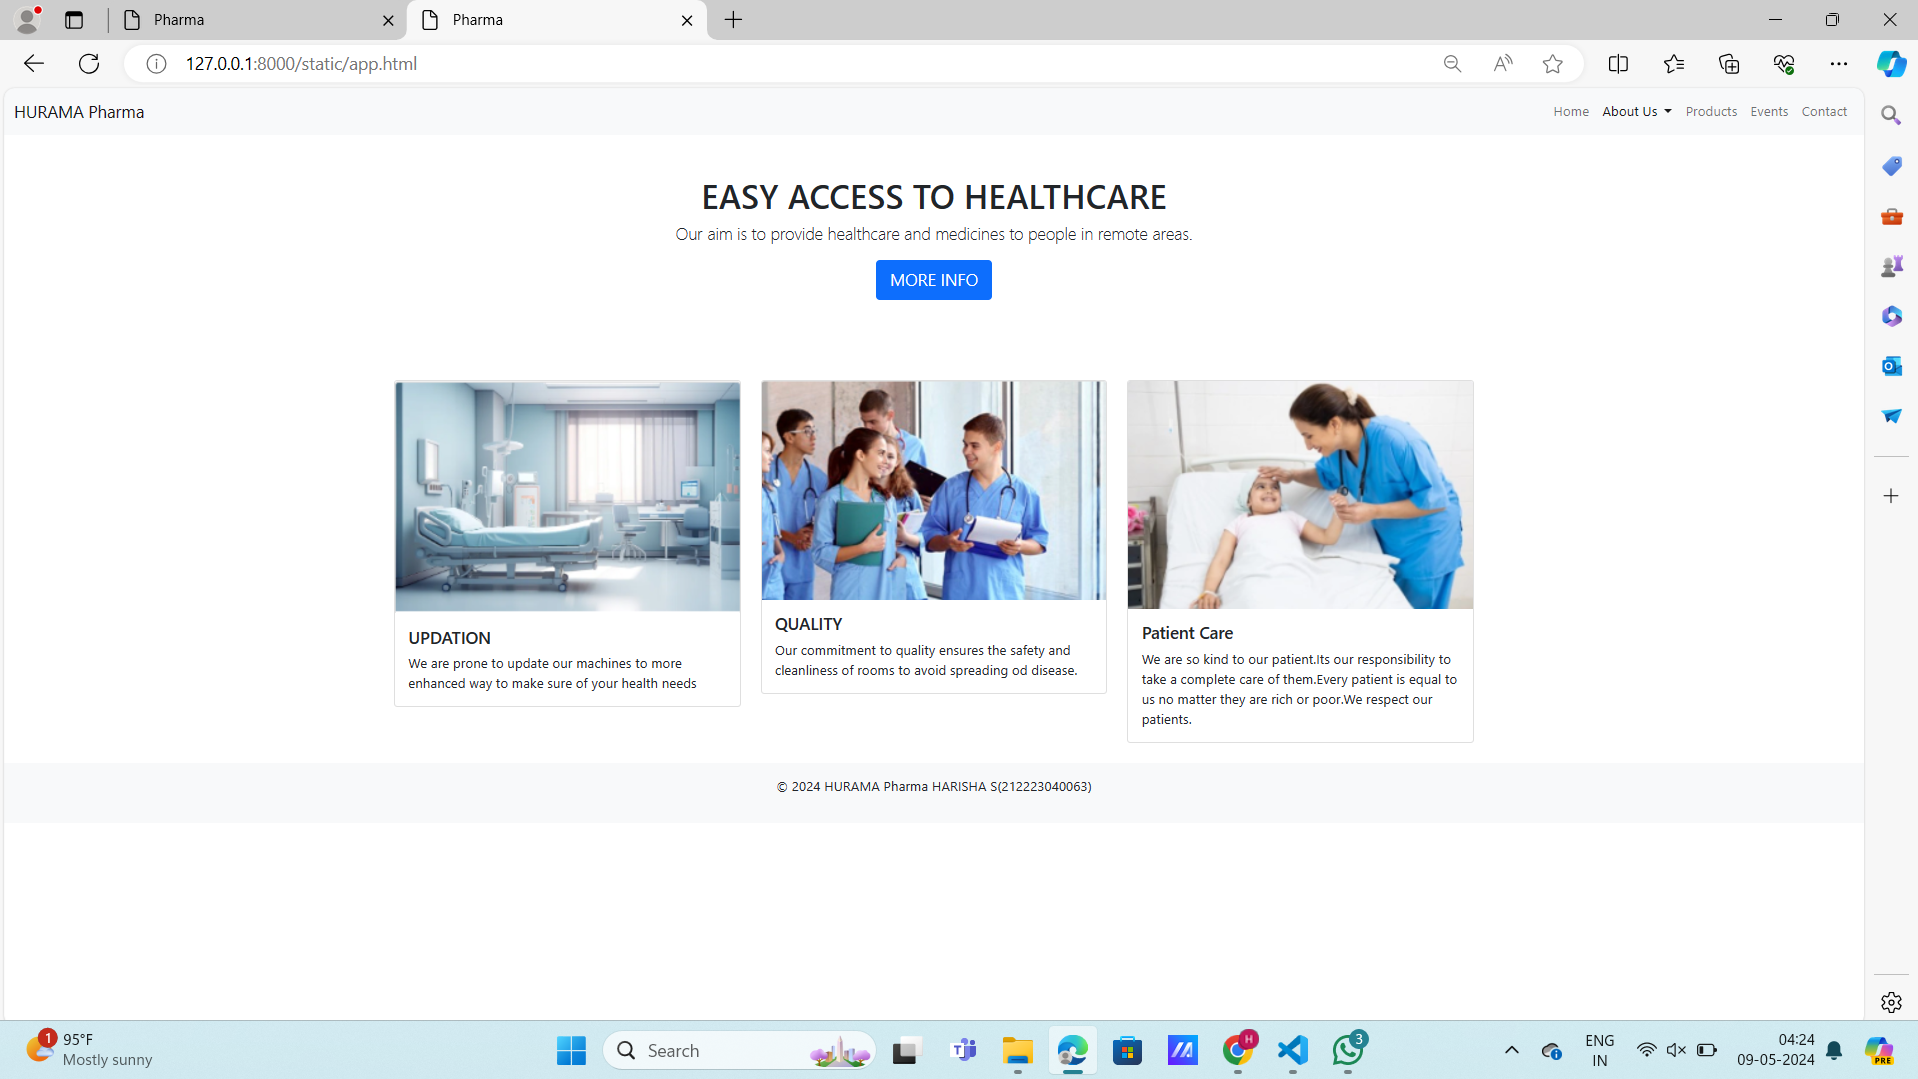 Pharma
Pharma
127.0.0.1:8000/static/app.html
HURAMA Pharma
Home About Us Products Events Contact
EASY ACCESS TO HEALTHCARE
Our aim is to provide healthcare and medicines to people in remote areas.
MORE INFO
UPDATION
We are prone to update our machines to more
enhanced way to make sure of your health needs
QUALITY
Our commitment to quality ensures the safety and
cleanliness of rooms to avoid spreading od disease.
Patient Care
We are so kind to our patient.Its our responsibility to
take a complete care of them.Every patient is equal to
us no matter they are rich or poor.We respect our
patients.
© 2024 HURAMA Pharma HARISHA S(212223040063)
1
95°F
Mostly sunny
Search
H
3
ENG
IN
04:24
09-05-2024
PRE